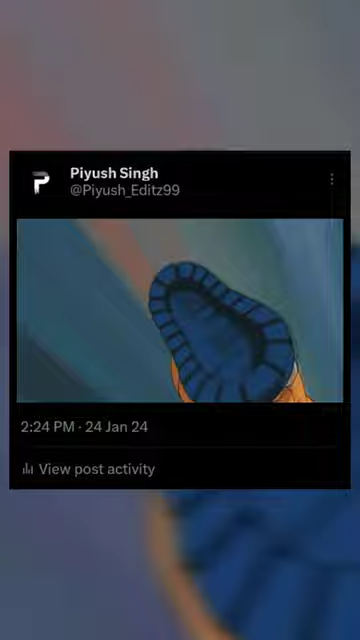 Piyush Singh
@Piyush_Editz99
2:24 PM · 24 Jan 24
View post activity